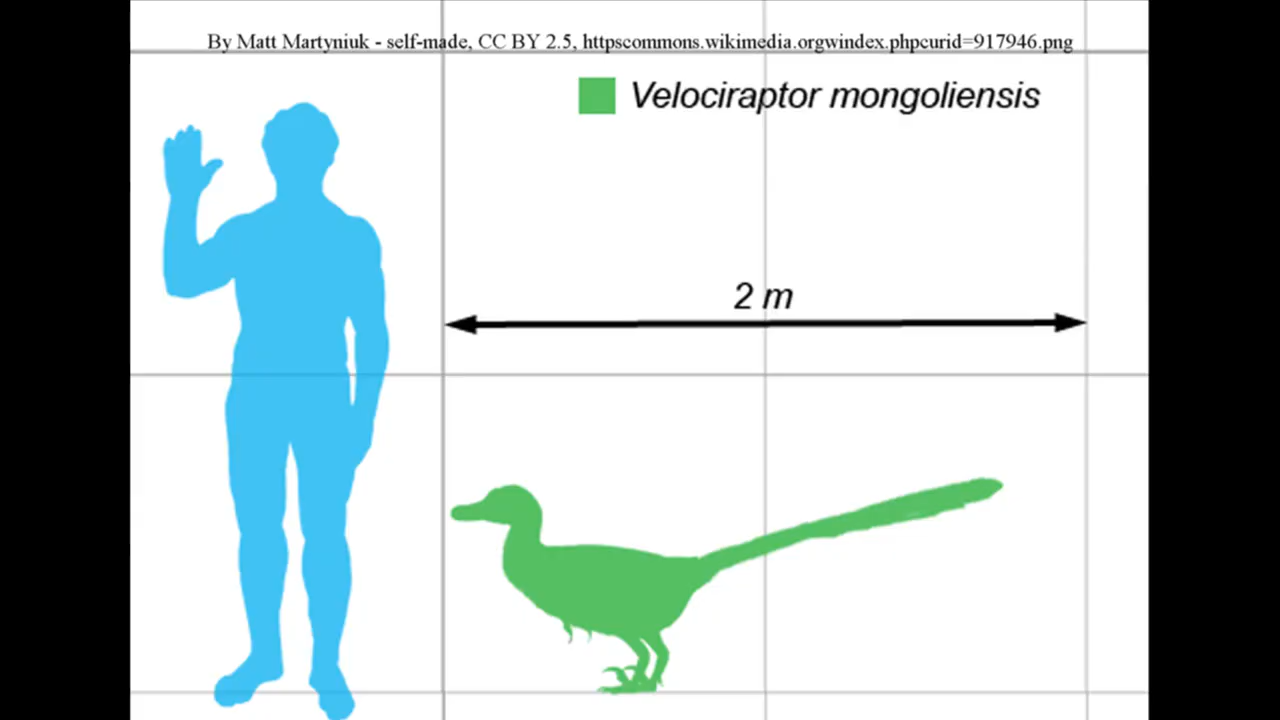 By Matt Martyniuk - self-made, CC BY 2.5, httpscommons.wikimedia.orgwindex.phpcurid=917946.png
Velociraptor mongoliensis
2 m